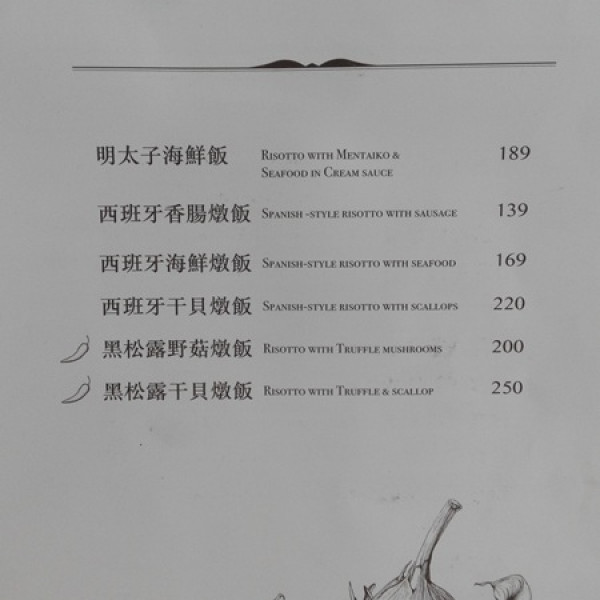 明太子海鮮飯 Risotto with Mentaiko & 189
Seafood in Cream sauce
西班牙香腸燉飯 Spanish -style risotto with sausage 139
西班牙海鮮燉飯 Spanish-style risotto with seafood 169
西班牙干貝燉飯 Spanish-style risotto with scallops 220
黑松露野菇燉飯 Risotto with Truffle mushrooms 200
黑松露干貝燉飯 Risotto with Truffle & scallop 250